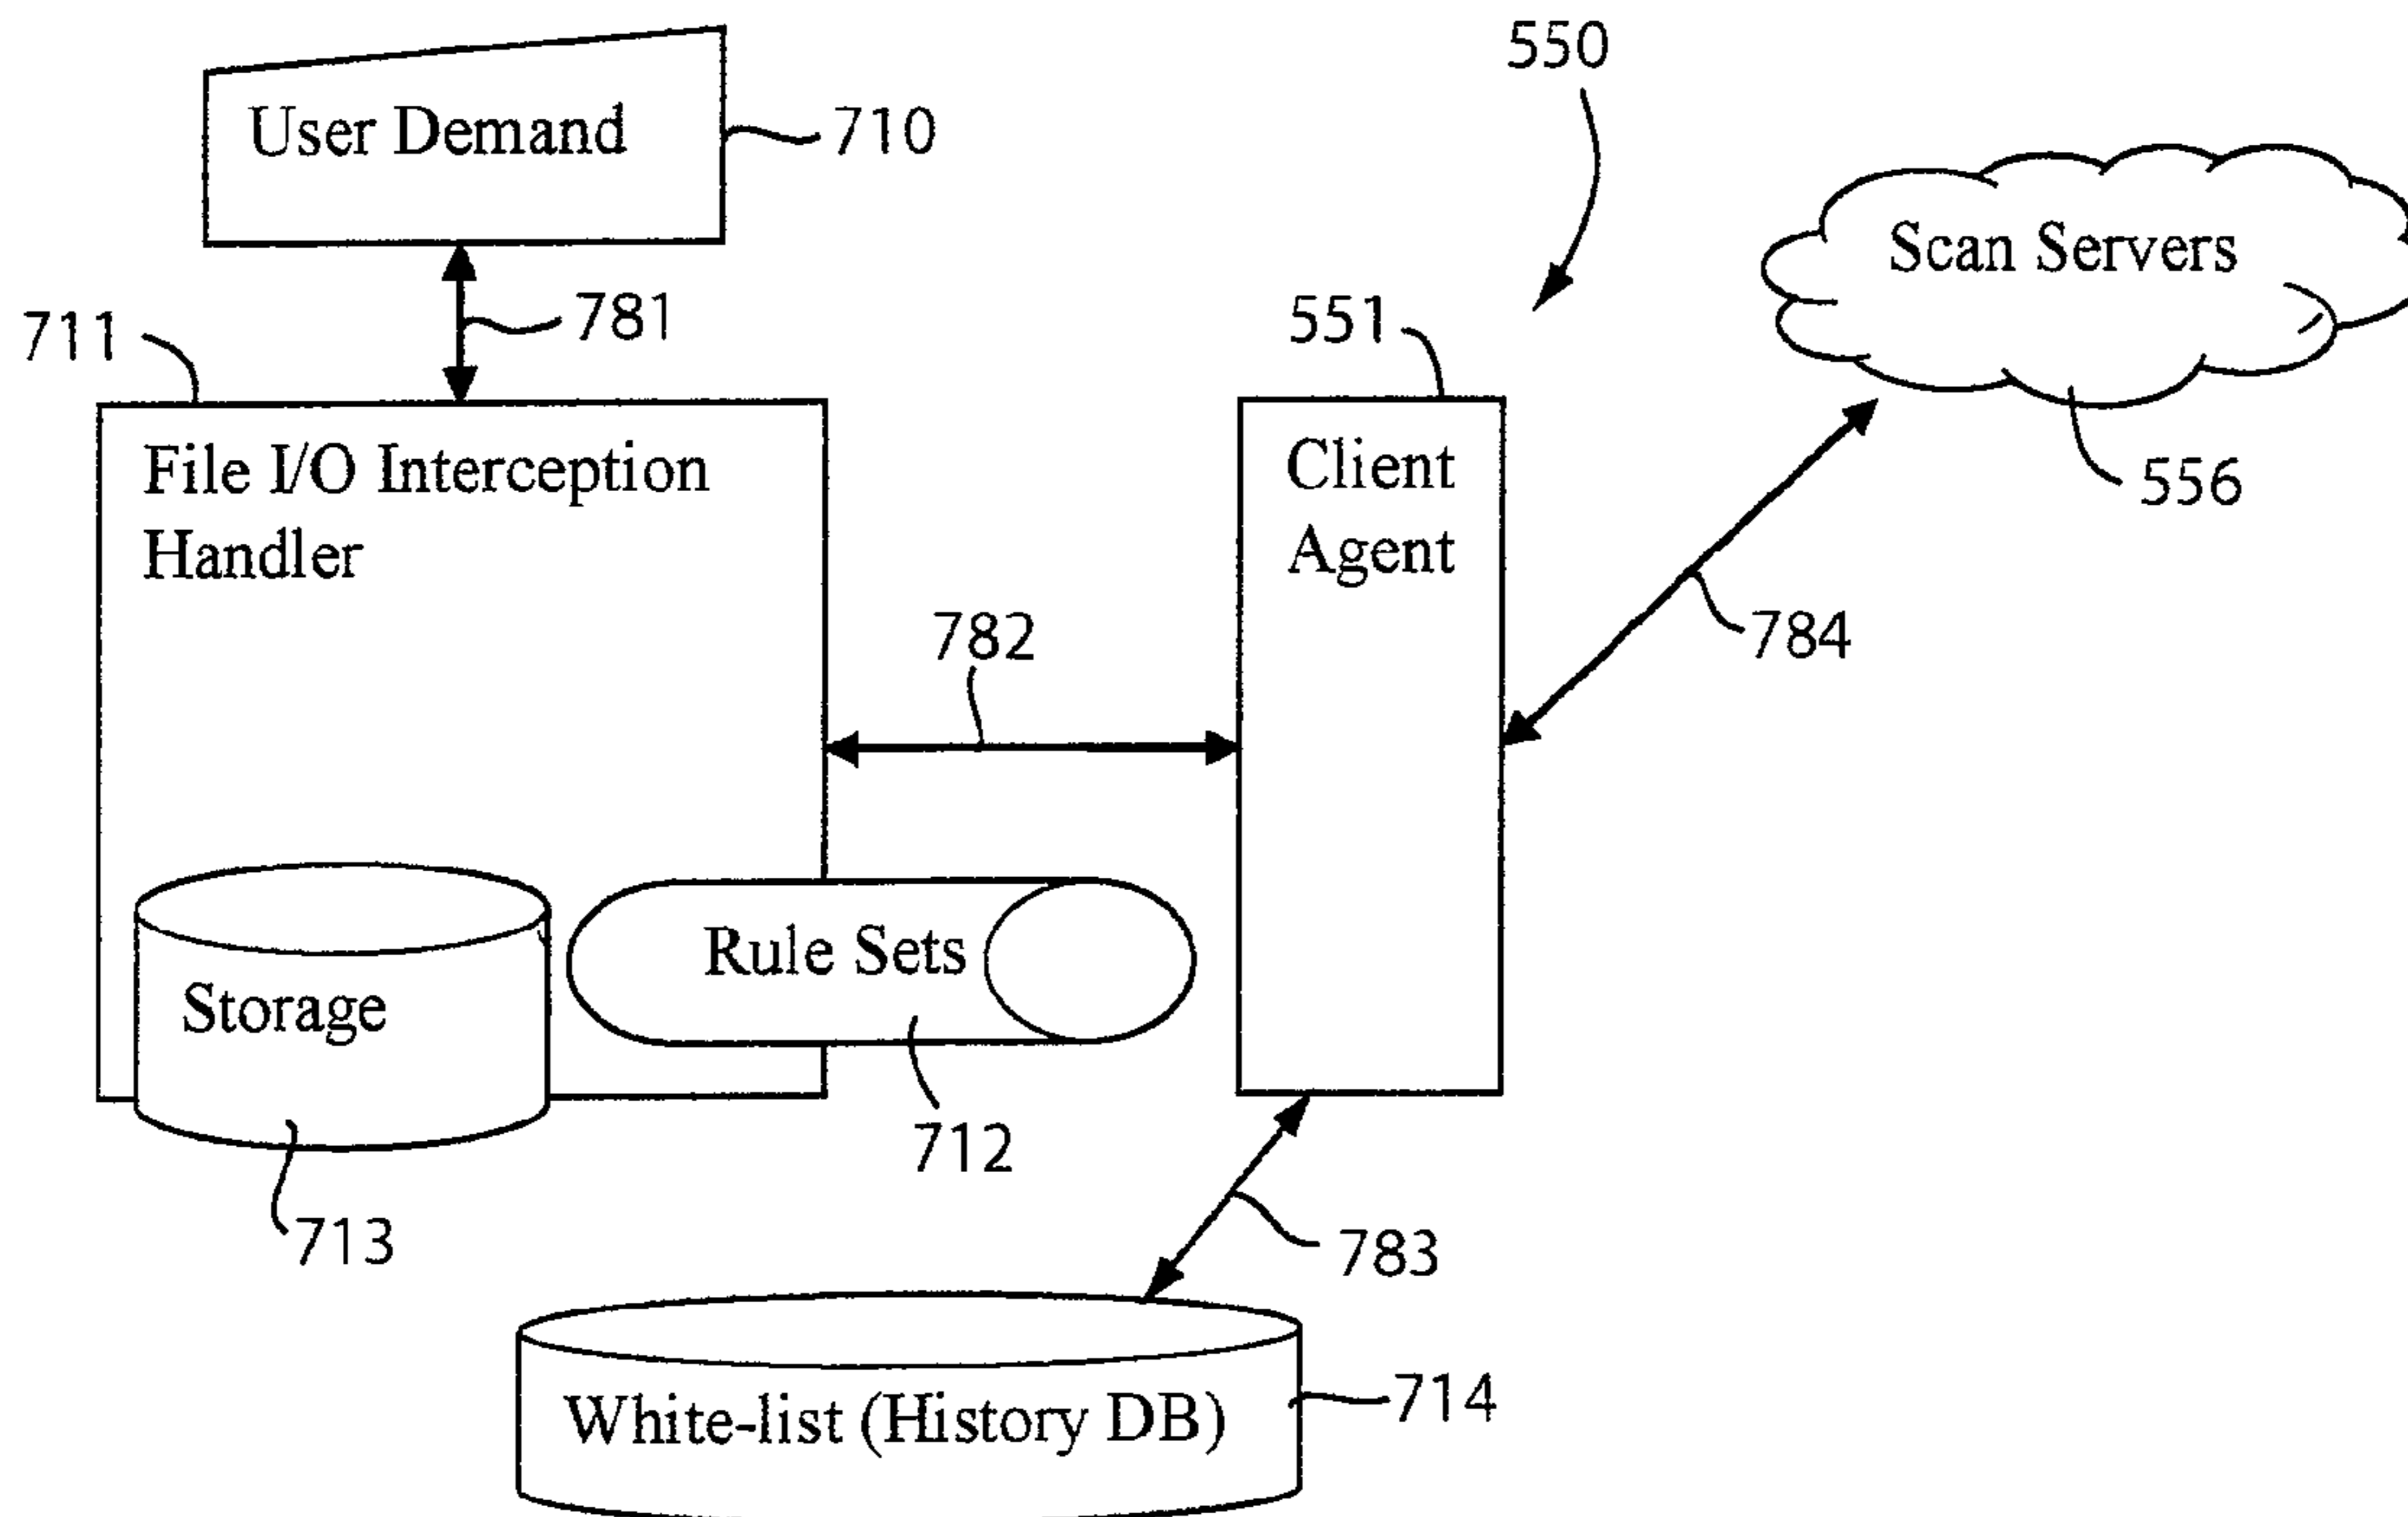 550
User Demand
710
Scan Servers
781
711
551
File I/O Interception
Handler
Client
Agent
556
782
784
Rule Sets
Storage
712
713
783
White-list (History DB)
714